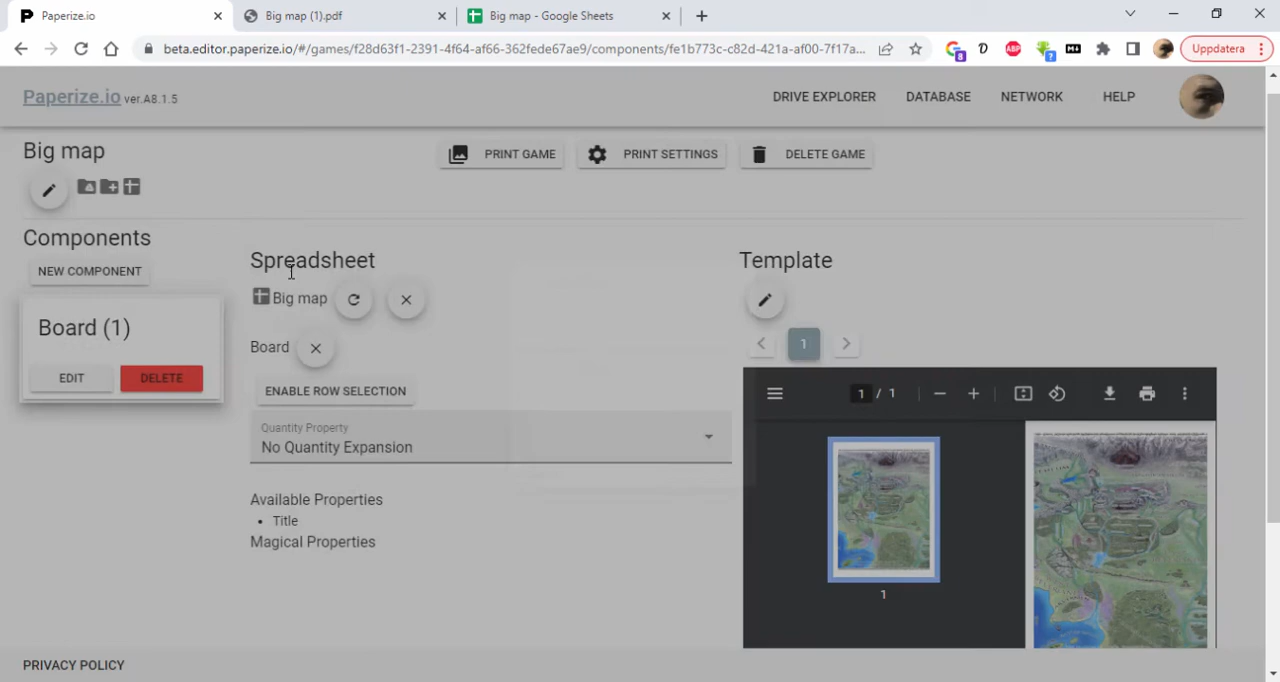 Paperize.io
Big map (1).pdf
Big map - Google Sheets
beta.editor.paperize.io/#/games/f28d63f1-2391-4f64-af66-362fede67ae9/components/fe1b773c-c82d-421a-af00-7f17a...
8
ABP
?
M
Uppdatera
Paperize.io ver.A8.1.5
DRIVE EXPLORER
DATABASE
NETWORK
HELP
Big map
PRINT GAME
PRINT SETTINGS
DELETE GAME
Components
NEW COMPONENT
Board (1)
EDIT
DELETE
Spreadsheet
Big map
Board
ENABLE ROW SELECTION
Quantity Property
No Quantity Expansion
Available Properties
• Title
Magical Properties
Template
1
1 / 1
1
PRIVACY POLICY